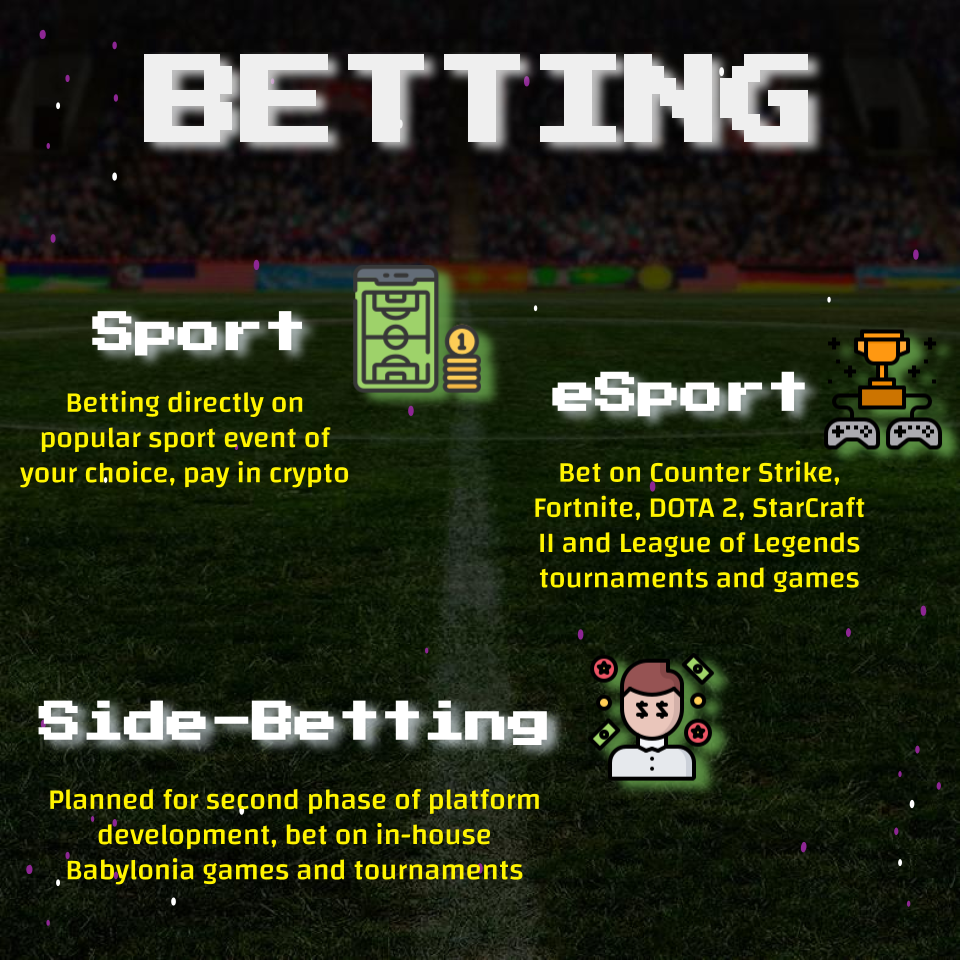 BETTING
Sport
1
Betting directly on
popular sport event of
your choice, pay in crypto
eSport
Bet on Counter Strike,
Fortnite, DOTA 2, StarCraft
II and League of Legends
tournaments and games
Side-Betting
$ $
Planned for second phase of platform
development, bet on in-house
Babylonia games and tournaments